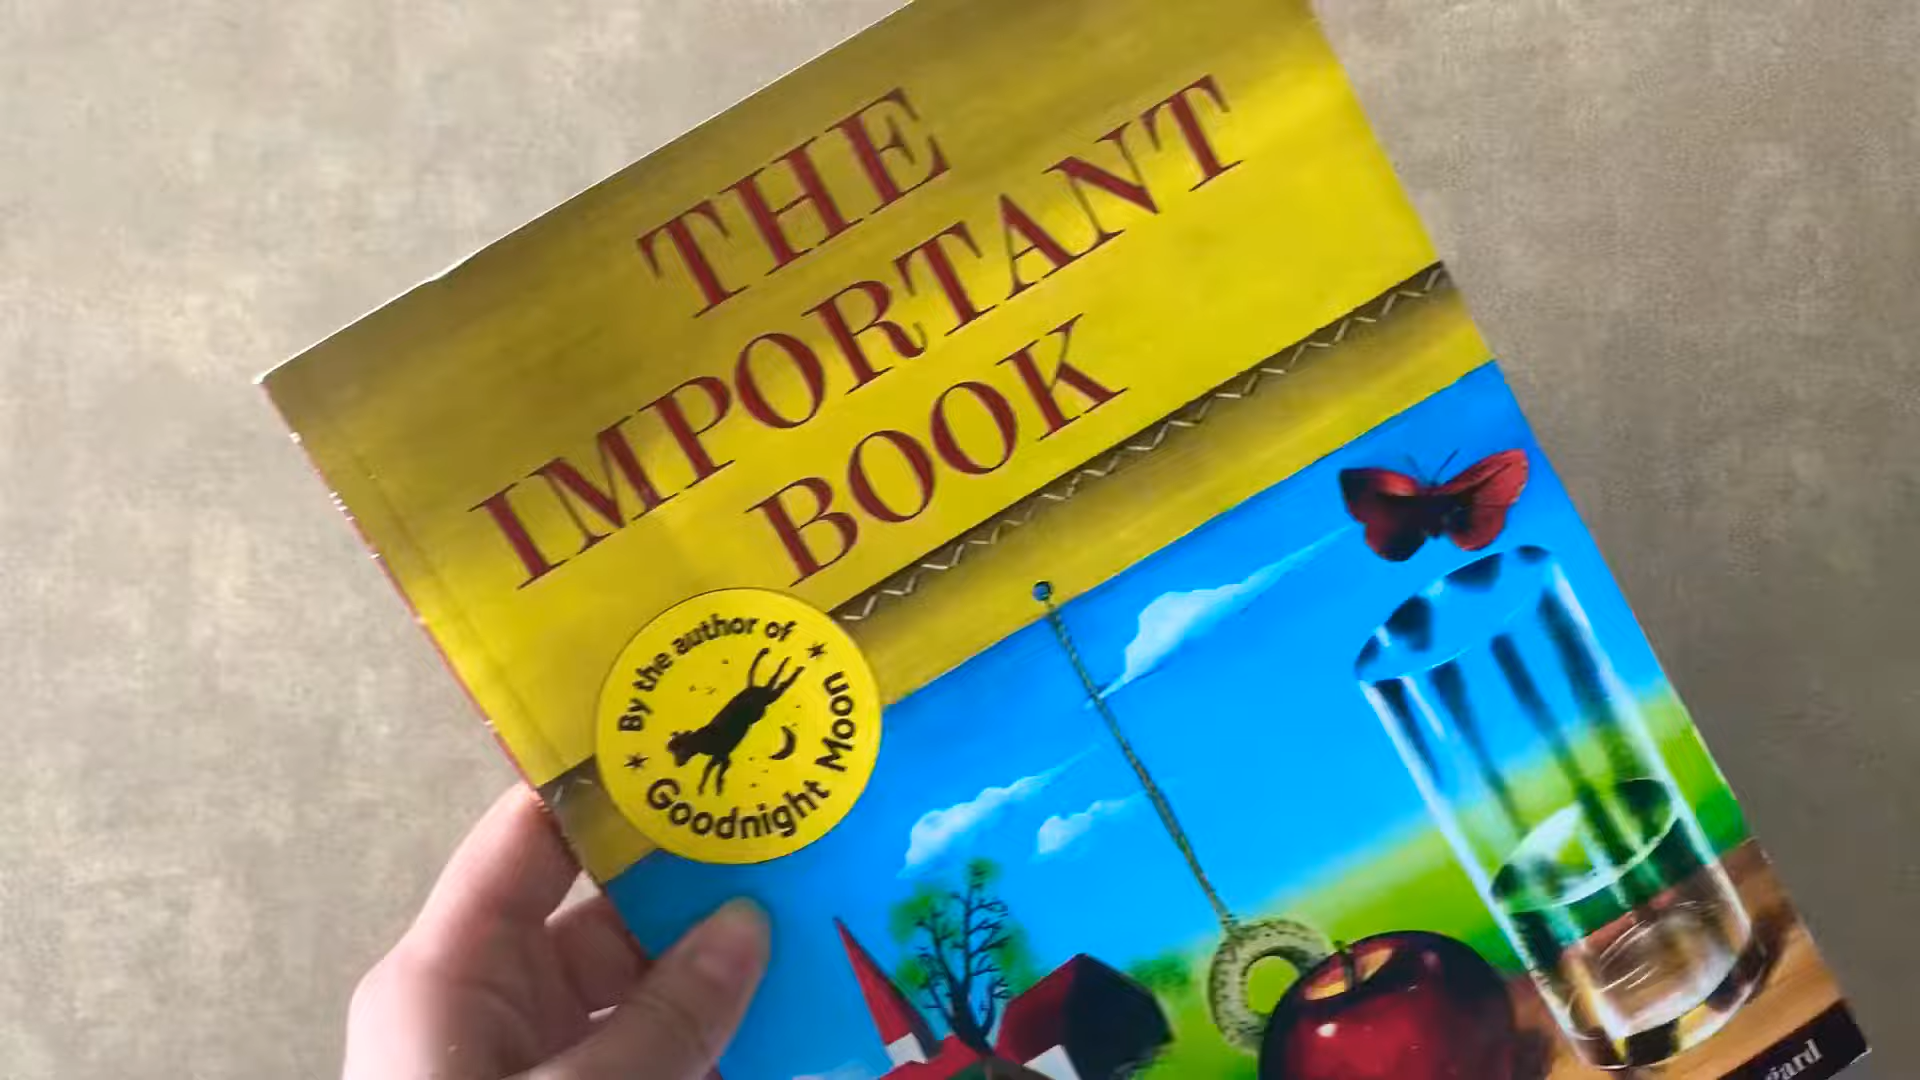 THE
IMPORTANT
BOOK
By the author of
Goodnight Moon